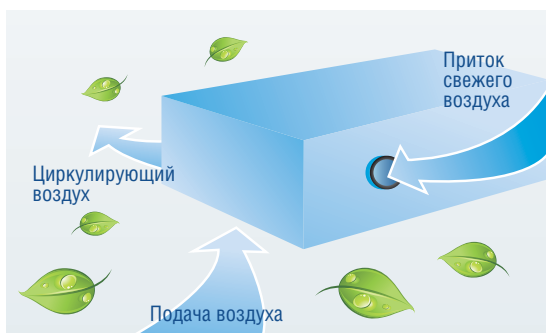 Приток
свежего
воздуха
Циркулирующий
воздух
Подача воздуха